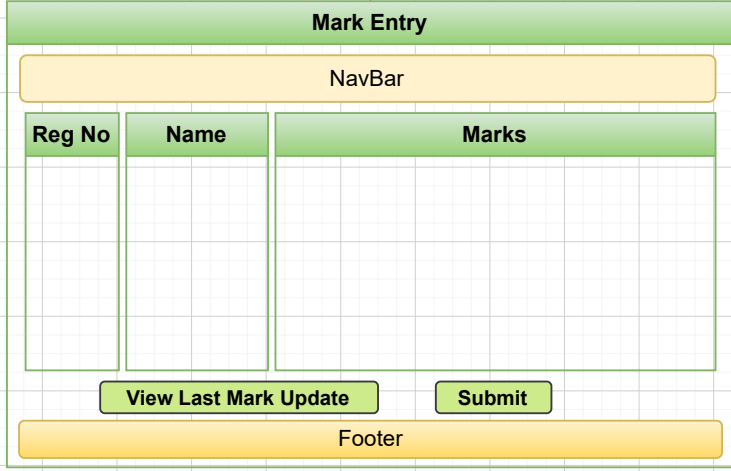 Mark Entry
NavBar
Reg No
Name
Marks
View Last Mark Update
Submit
Footer